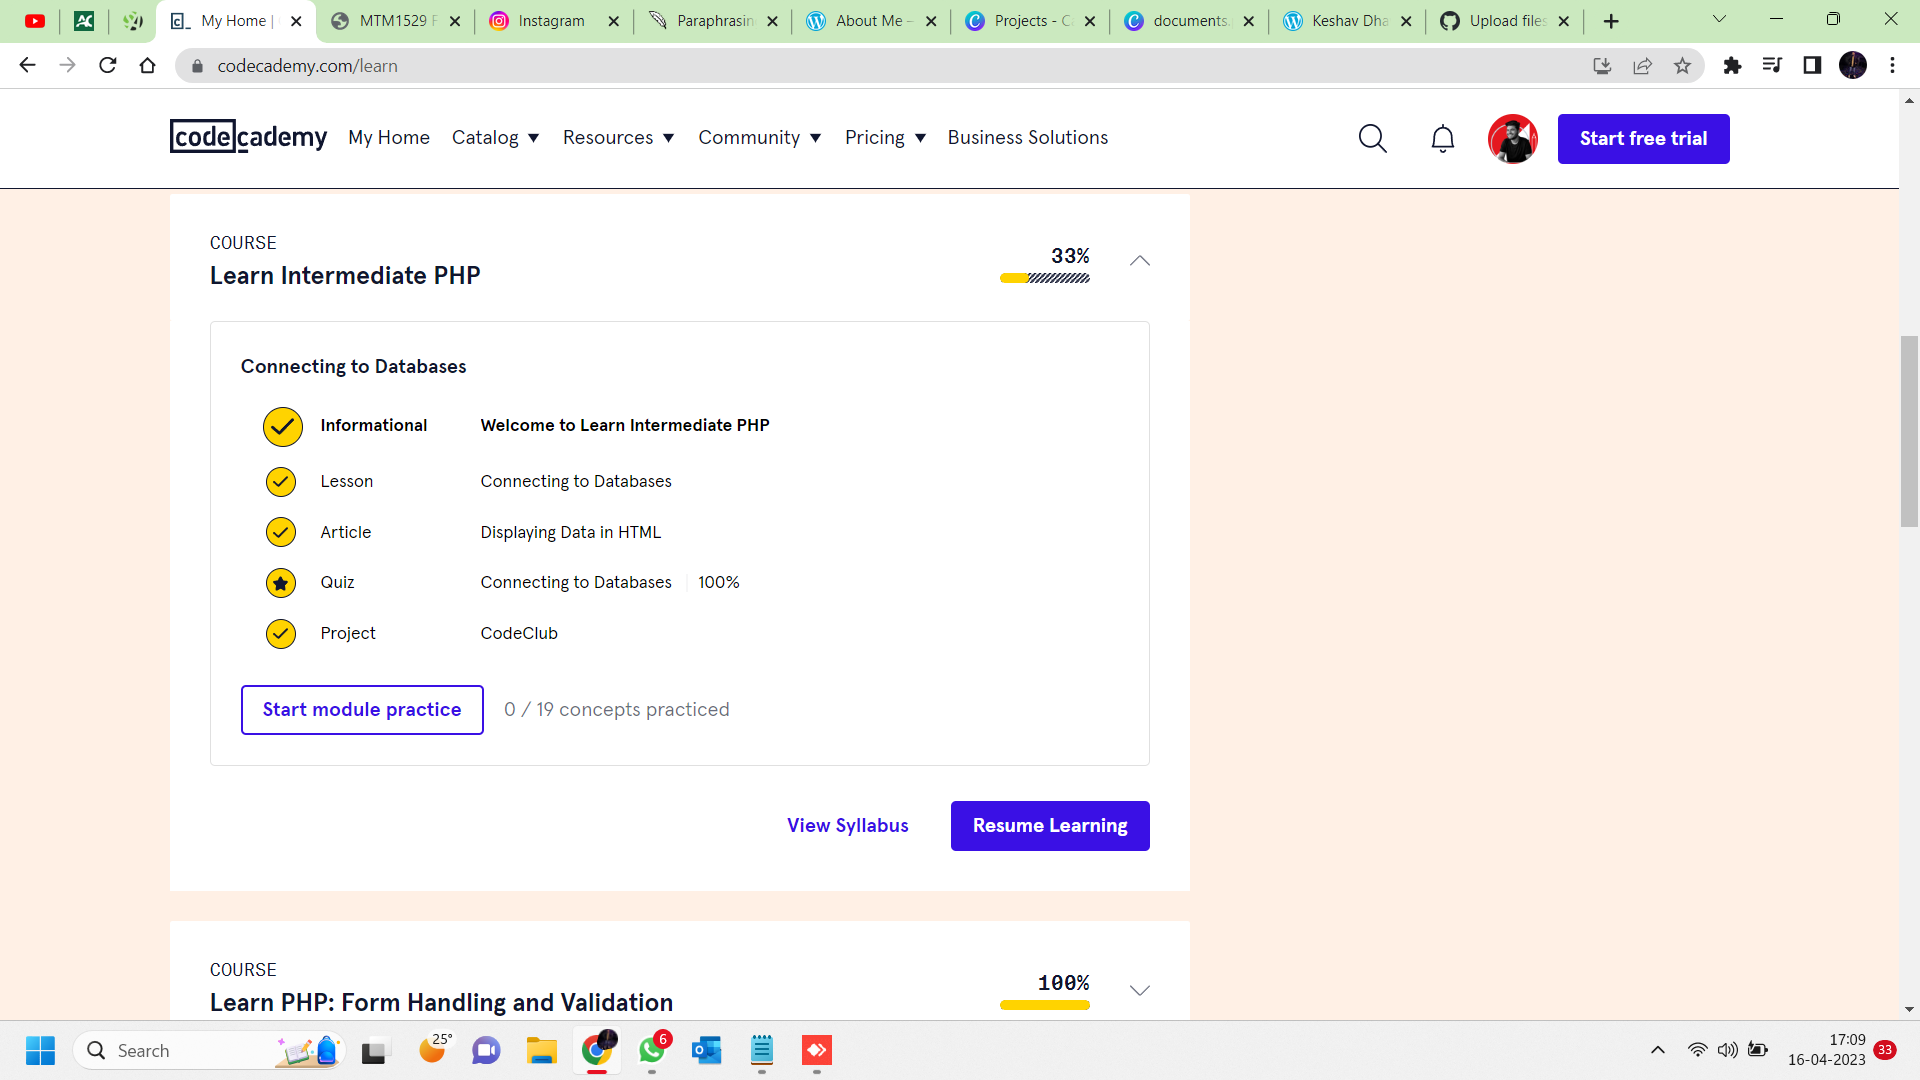 My Home |
MTM1529 F
Instagram
Paraphrasin
About Me –
Projects - C
documents.
Keshav Dha
Upload files
codecademy.com/learn
codecademy
My Home
Catalog
Resources
Community
Pricing
Business Solutions
Start free trial
COURSE
33%
Learn Intermediate PHP
Connecting to Databases
Informational Welcome to Learn Intermediate PHP
Lesson Connecting to Databases
Article Displaying Data in HTML
Quiz Connecting to Databases 100%
Project CodeClub
Start module practice 0 / 19 concepts practiced
View Syllabus Resume Learning
COURSE
100%
Learn PHP: Form Handling and Validation
Search
25°
6
17:09
16-04-2023
33